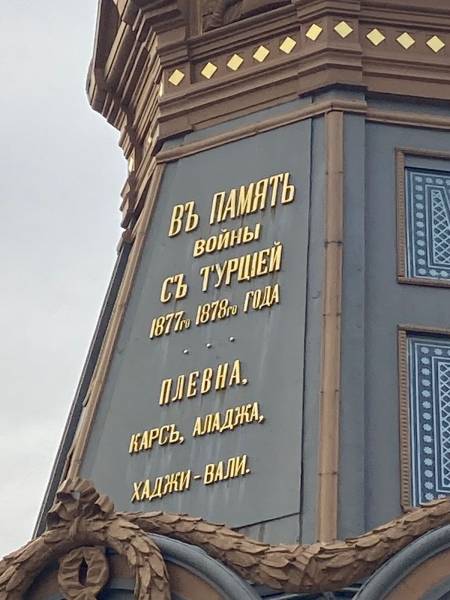 ВЪ ПАМЯТЬ
ВОЙНЫ
СЪ ТУРЦІЕЙ
1877го 1878го ГОДА
. . .
ПЛЕВНА,
КАРСЪ, АЛАДЖА,
ХАДЖИ-ВАЛИ.